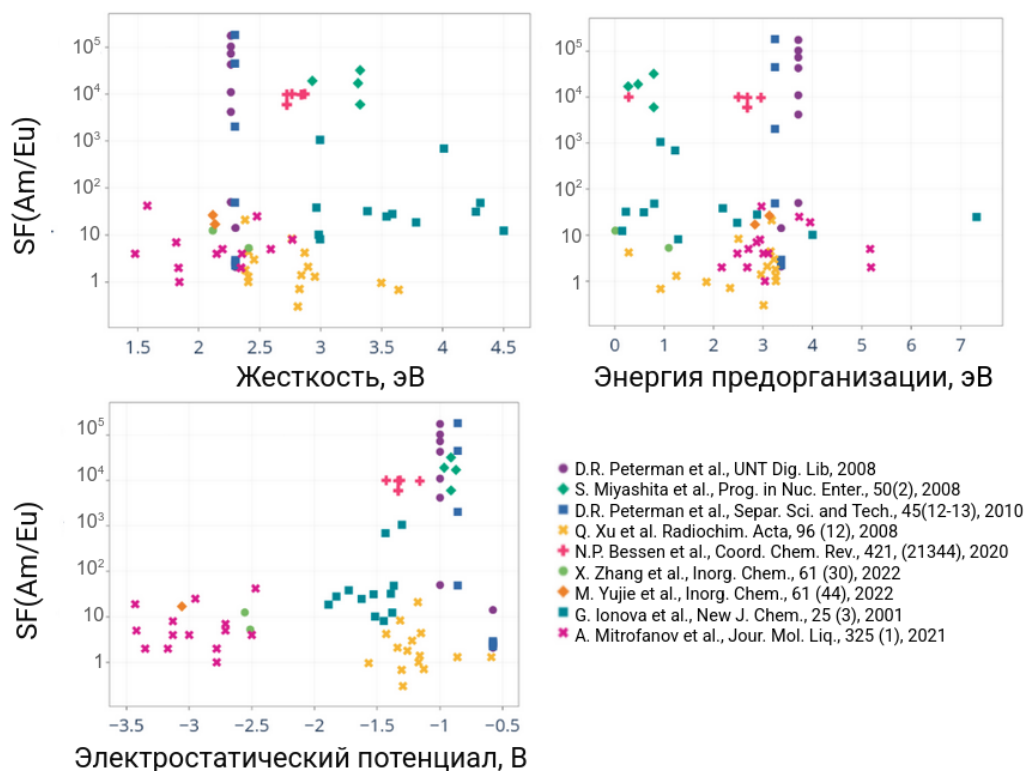 SF(Am/Eu)
10⁵
10⁴
10³
10²
10
1
1.5 2 2.5 3 3.5 4 4.5
Жесткость, эВ
10⁵
10⁴
10³
10²
10
1
0 1 2 3 4 5 6 7
Энергия предорганизации, эВ
SF(Am/Eu)
10⁵
10⁴
10³
10²
10
1
−3.5 −3 −2.5 −2 −1.5 −1 −0.5
Электростатический потенциал, В
D.R. Peterman et al., UNT Dig. Lib, 2008
S. Miyashita et al., Prog. in Nuc. Enter., 50(2), 2008
D.R. Peterman et al., Separ. Sci. and Tech., 45(12-13), 2010
Q. Xu et al. Radiochim. Acta, 96 (12), 2008
N.P. Bessen et al., Coord. Chem. Rev., 421, (21344), 2020
X. Zhang et al., Inorg. Chem., 61 (30), 2022
M. Yujie et al., Inorg. Chem., 61 (44), 2022
G. Ionova et al., New J. Chem., 25 (3), 2001
A. Mitrofanov et al., Jour. Mol. Liq., 325 (1), 2021